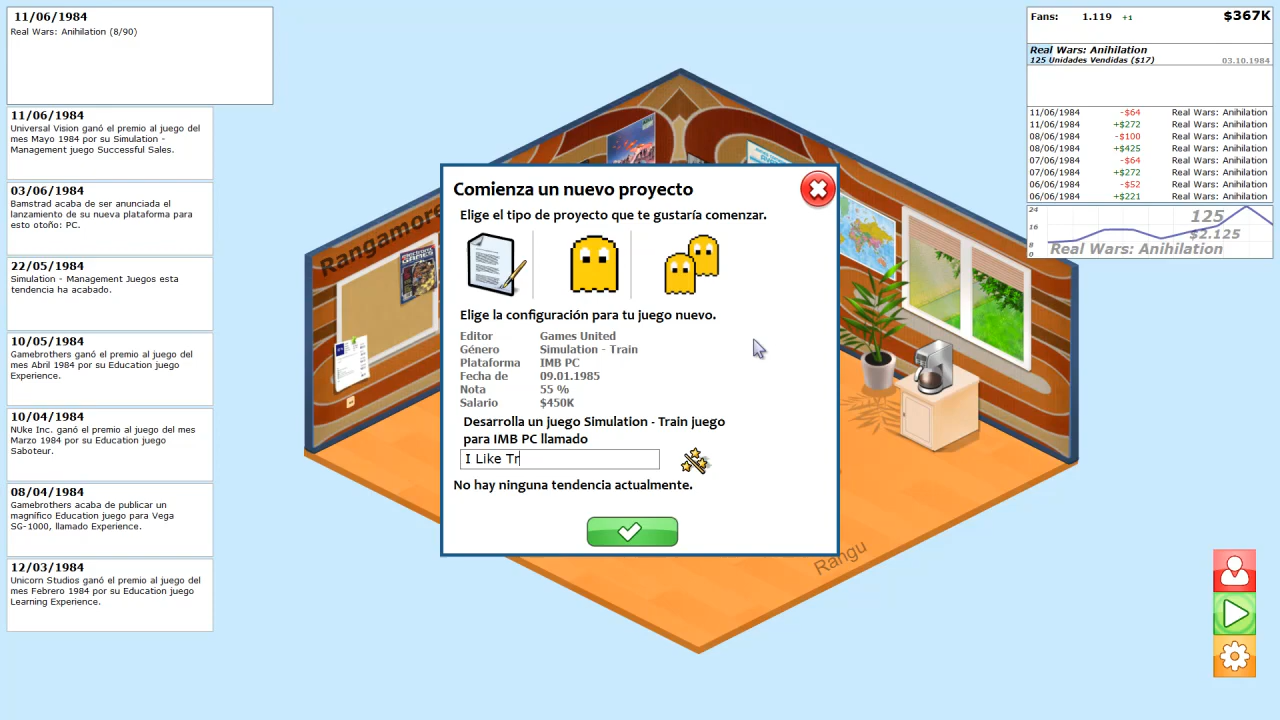 11/06/1984
Real Wars: Anihilation (8/90)
11/06/1984
Universal Vision ganó el premio al juego del
mes Mayo 1984 por su Simulation -
Management juego Successful Sales.
03/06/1984
Bamstrad acaba de ser anunciada el
lanzamiento de su nueva plataforma para
esto otoño: PC.
22/05/1984
Simulation - Management Juegos esta
tendencia ha acabado.
10/05/1984
Gamebrothers ganó el premio al juego del
mes Abril 1984 por su Education juego
Experience.
10/04/1984
NUke Inc. ganó el premio al juego del mes
Marzo 1984 por su Education juego
Saboteur.
08/04/1984
Gamebrothers acaba de publicar un
magnífico Education juego para Vega
SG-1000, llamado Experience.
12/03/1984
Unicorn Studios ganó el premio al juego del
mes Febrero 1984 por su Education juego
Learning Experience.
Rangamore
Comienza un nuevo proyecto
Elige el tipo de proyecto que te gustaría comenzar.
Elige la configuración para tu juego nuevo.
Editor Games United
Género Simulation - Train
Plataforma IMB PC
Fecha de 09.01.1985
Nota 55 %
Salario $450K
Desarrolla un juego Simulation - Train juego
para IMB PC llamado
I Like Tr
No hay ninguna tendencia actualmente.
Rangu
Fans: 1.119 +1 $367K
Real Wars: Anihilation
125 Unidades Vendidas ($17) 03.10.1984
11/06/1984 -$64 Real Wars: Anihilation
11/06/1984 +$272 Real Wars: Anihilation
08/06/1984 -$100 Real Wars: Anihilation
08/06/1984 +$425 Real Wars: Anihilation
07/06/1984 -$64 Real Wars: Anihilation
07/06/1984 +$272 Real Wars: Anihilation
06/06/1984 -$52 Real Wars: Anihilation
06/06/1984 +$221 Real Wars: Anihilation
24
16
8
0
125
$2.125
Real Wars: Anihilation